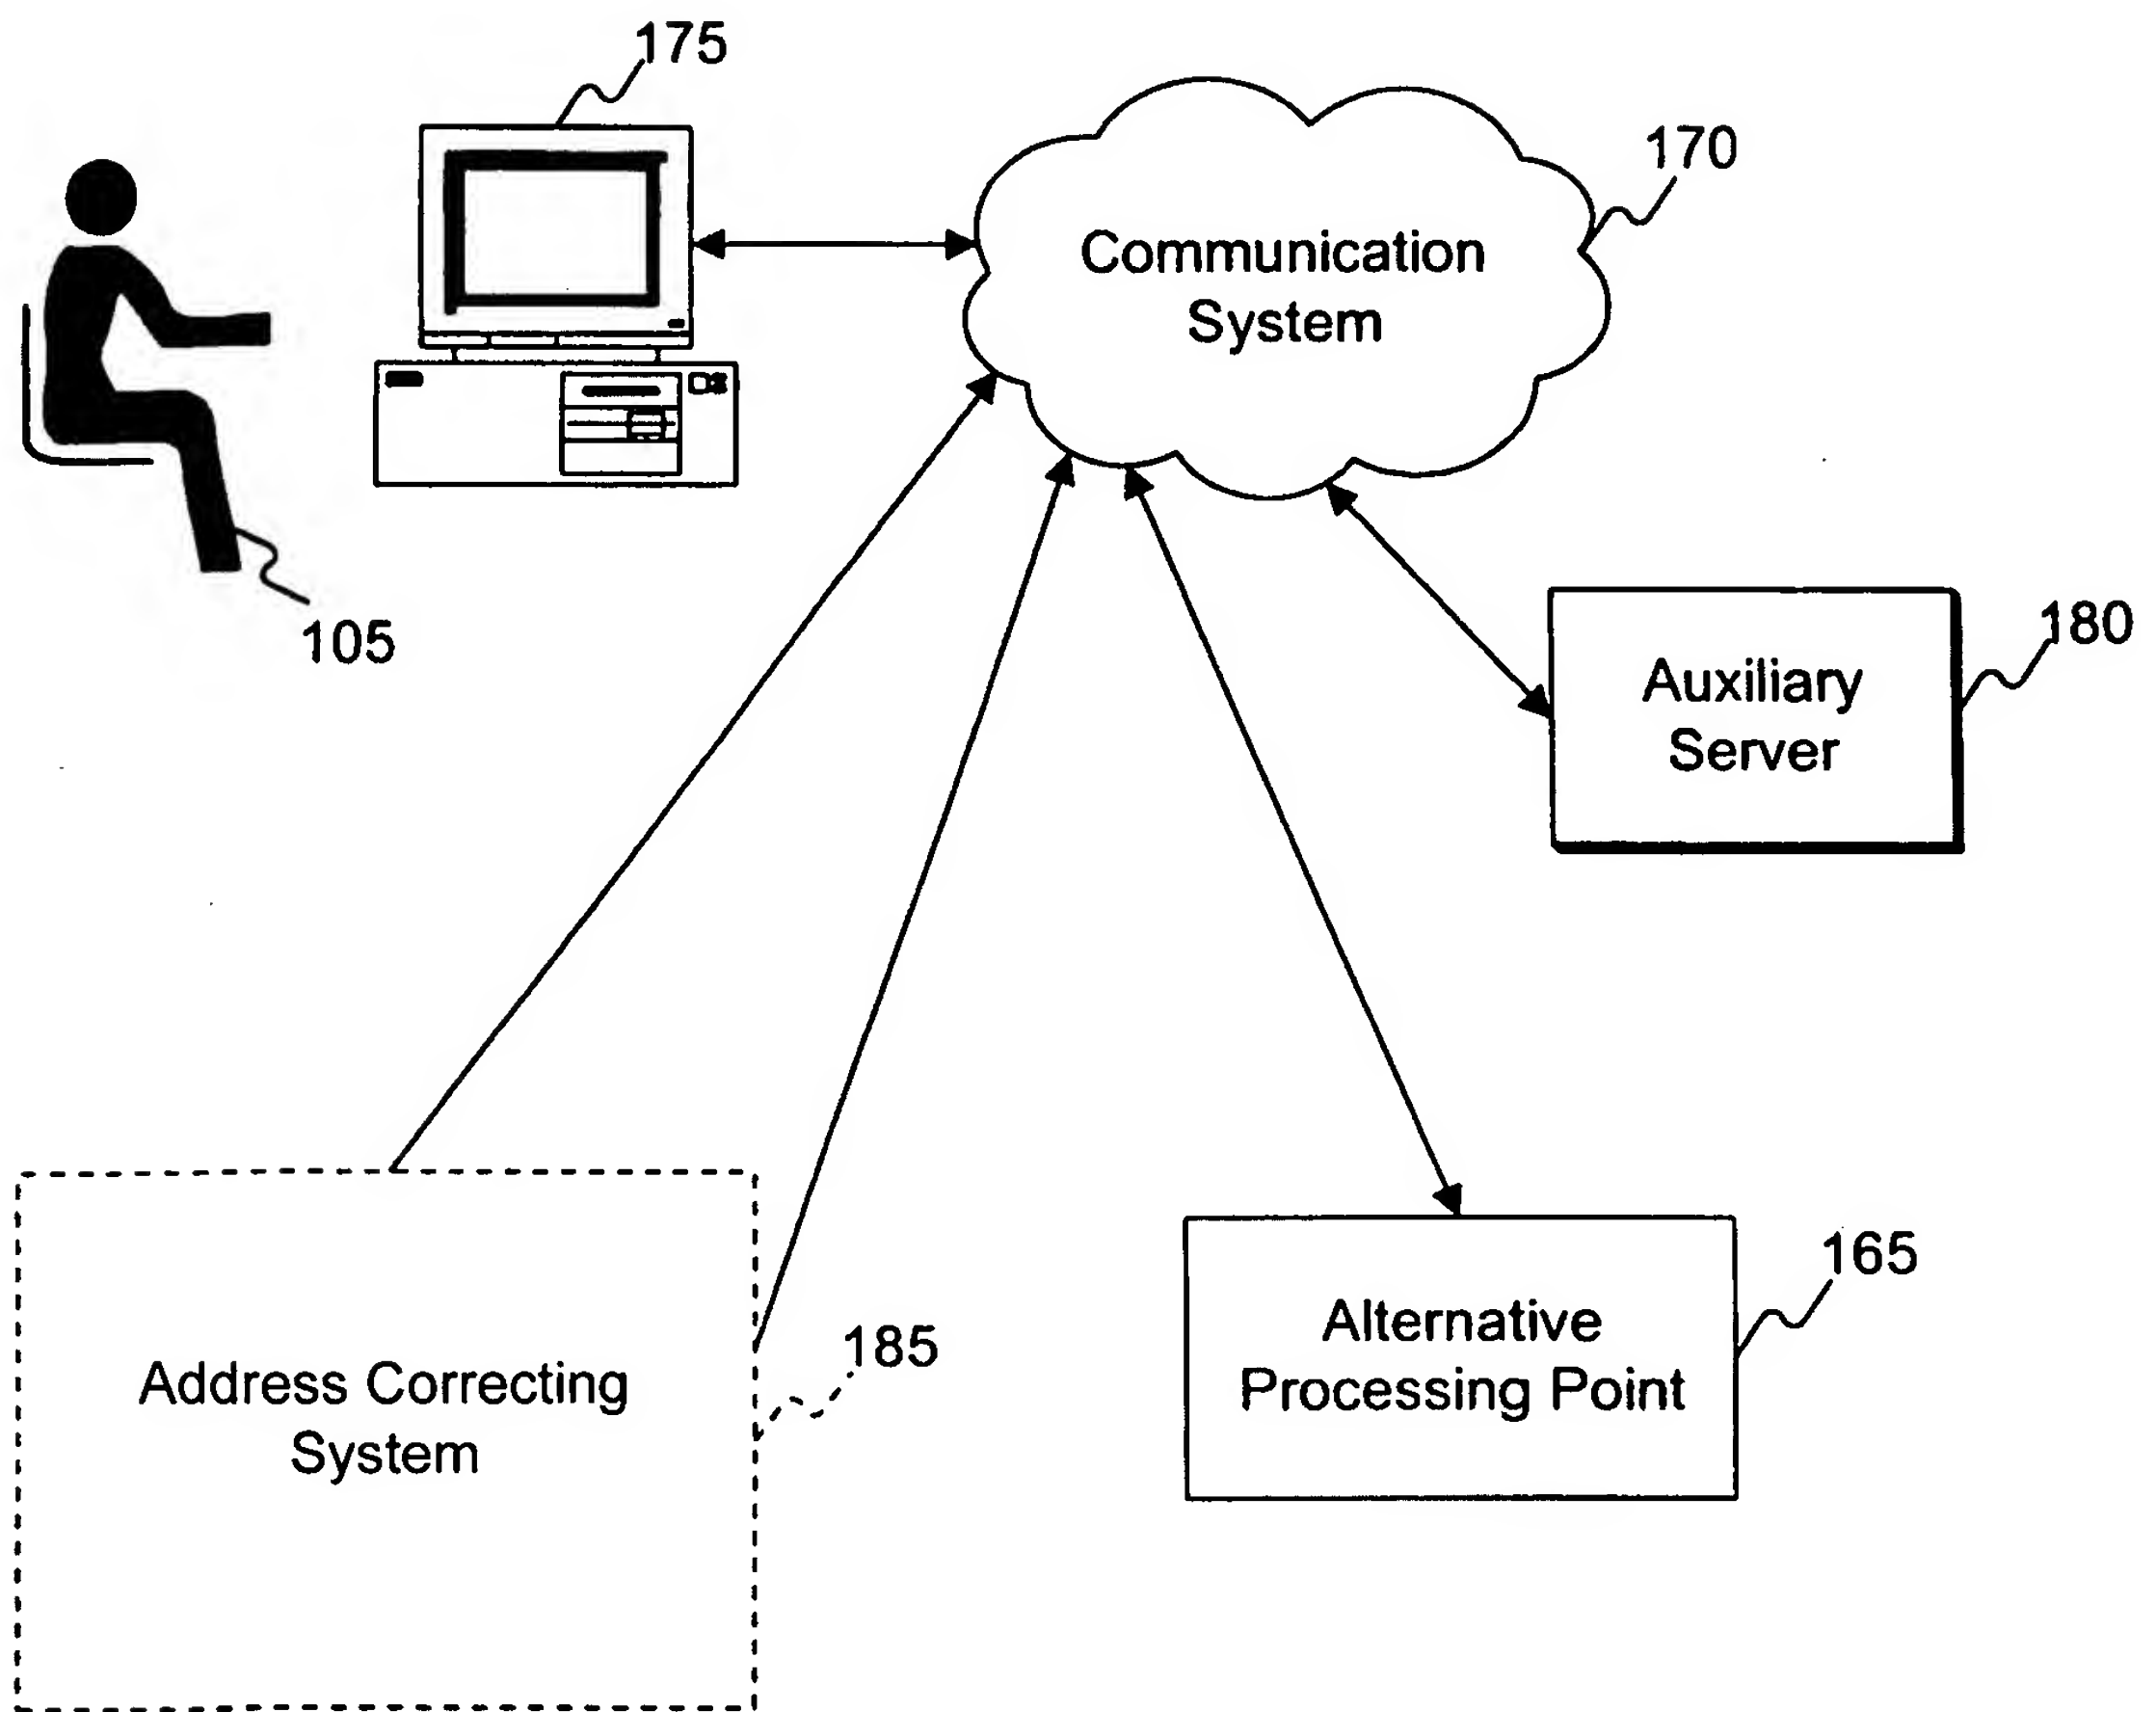 175
170
Communication
System
105
180
Auxiliary
Server
165
Alternative
Processing Point
185
Address Correcting
System